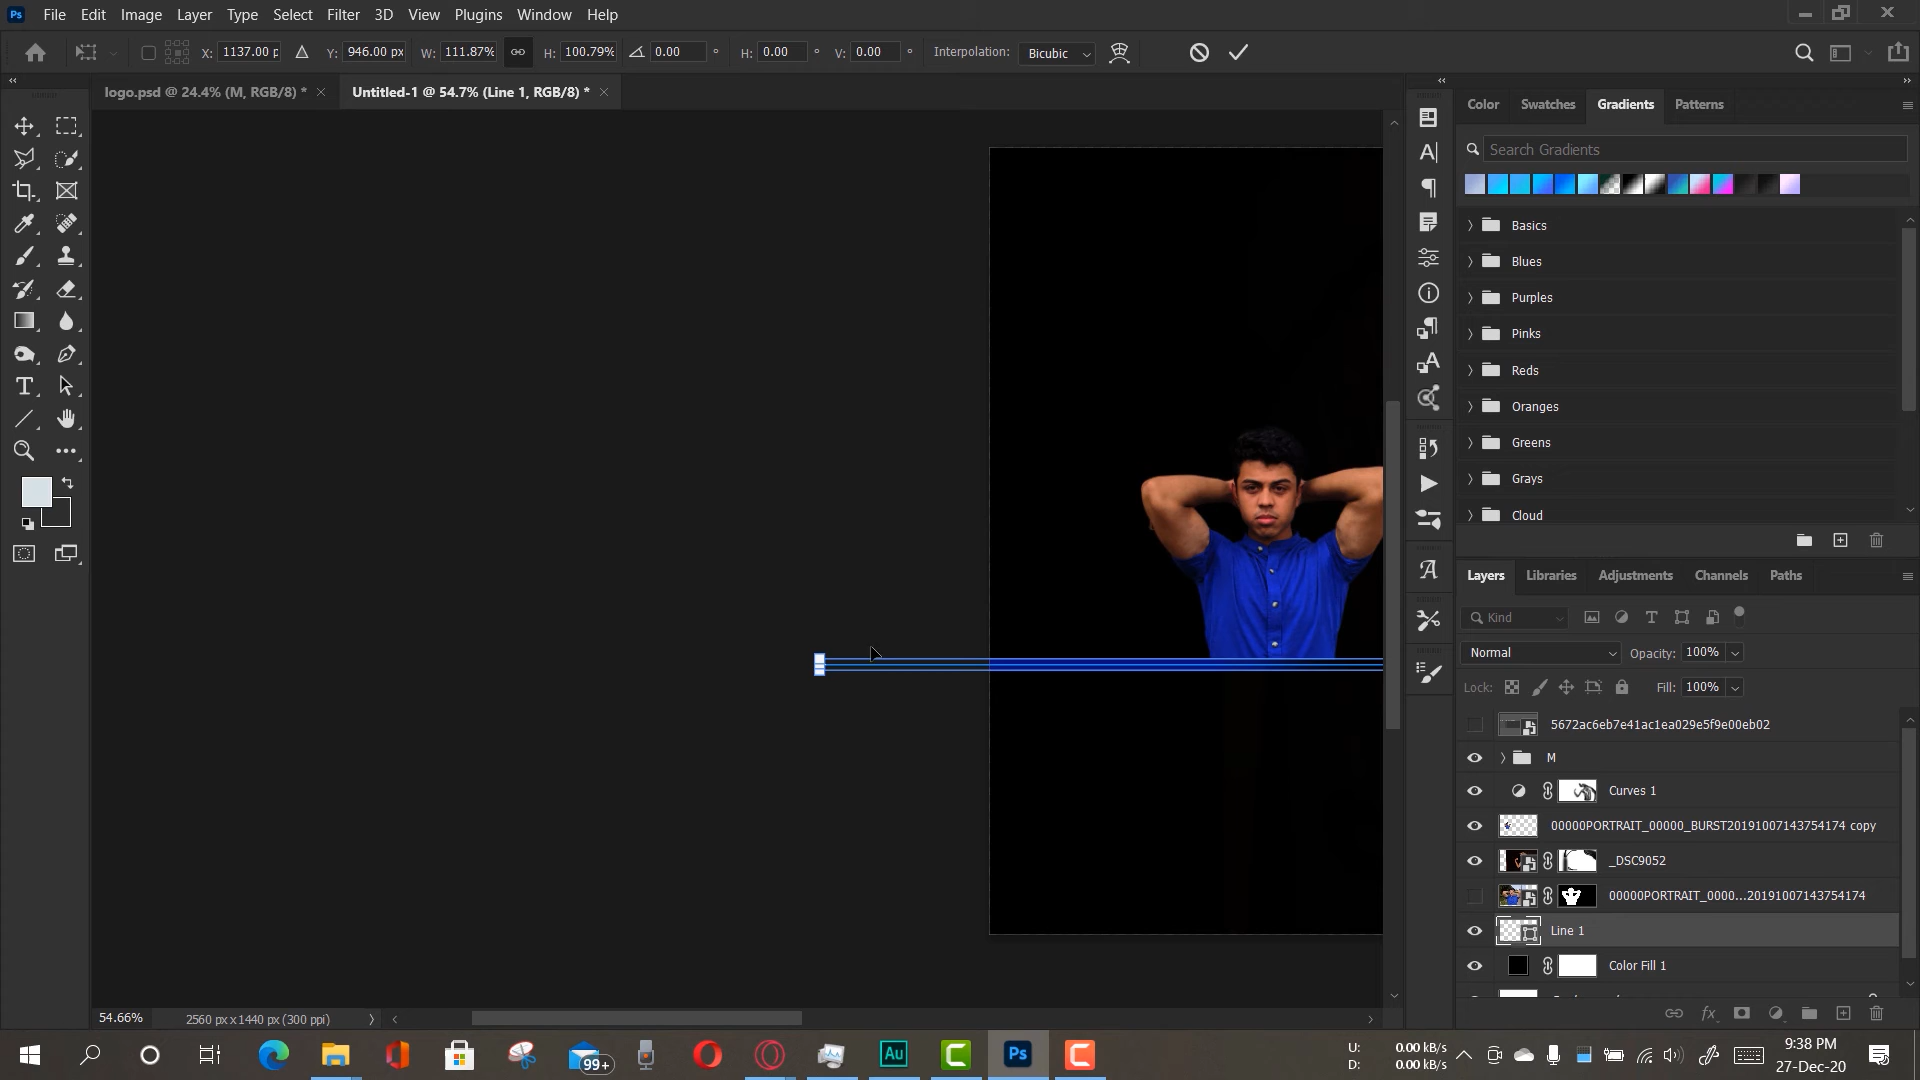 Ps File Edit Image Layer Type Select Filter 3D View Plugins Window Help
X: 1137.00 p Y: 946.00 px W: 111.87% H: 100.79% 0.00 ° H: 0.00 ° V: 0.00 ° Interpolation: Bicubic
logo.psd @ 24.4% (M, RGB/8) * × Untitled-1 @ 54.7% (Line 1, RGB/8) * ×
Color Swatches Gradients Patterns
Search Gradients
Basics
Blues
Purples
Pinks
Reds
Oranges
Greens
Grays
Cloud
Layers Libraries Adjustments Channels Paths
Kind
Normal Opacity: 100%
Lock: Fill: 100%
5672ac6eb7e41ac1ea029e5f9e00eb02
M
Curves 1
00000PORTRAIT_00000_BURST20191007143754174 copy
_DSC9052
00000PORTRAIT_0000...20191007143754174
Line 1
Color Fill 1
54.66% 2560 px x 1440 px (300 ppi)
99+ Au Ps
U: 0.00 kB/s
D: 0.00 kB/s
9:38 PM
27-Dec-20